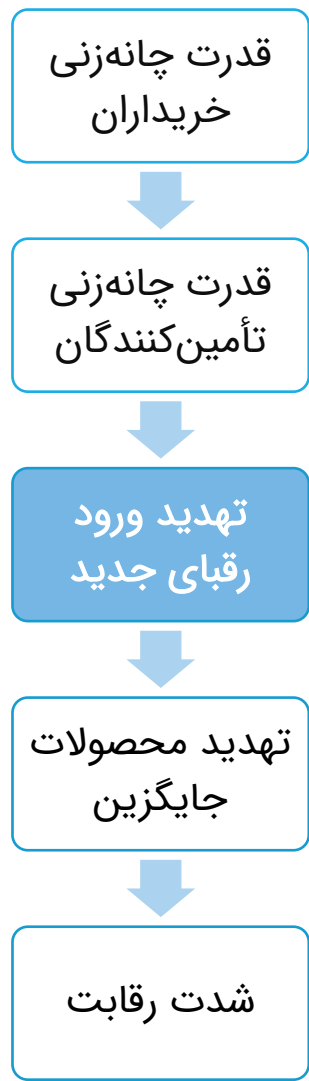 قدرت چانه‌زنی
خریداران
قدرت چانه‌زنی
تأمین‌کنندگان
تهدید ورود
رقبای جدید
تهدید محصولات
جایگزین
شدت رقابت